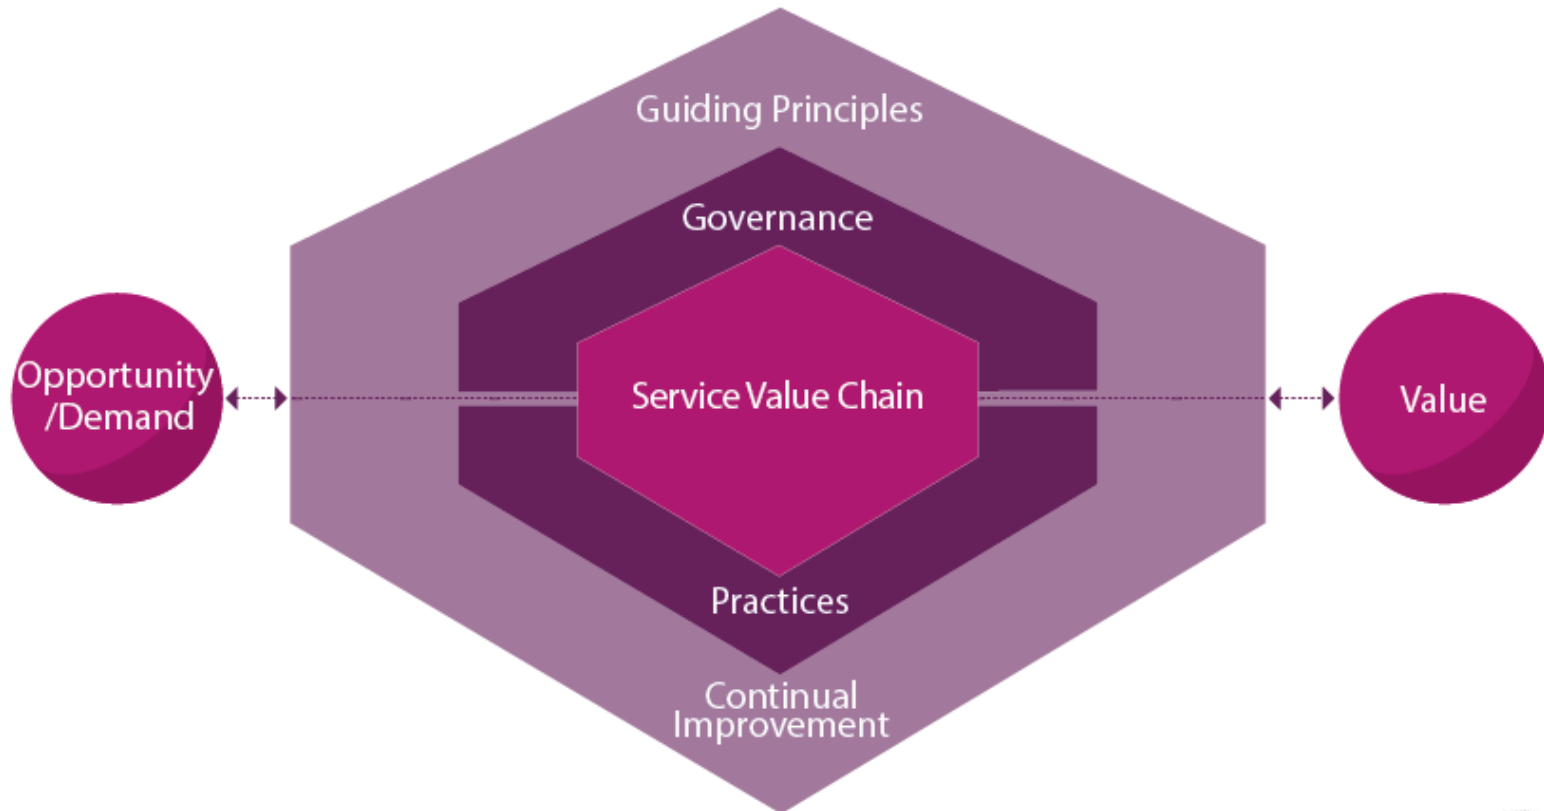 Guiding Principles
Governance
Opportunity
/Demand
Service Value Chain
Value
Practices
Continual
Improvement